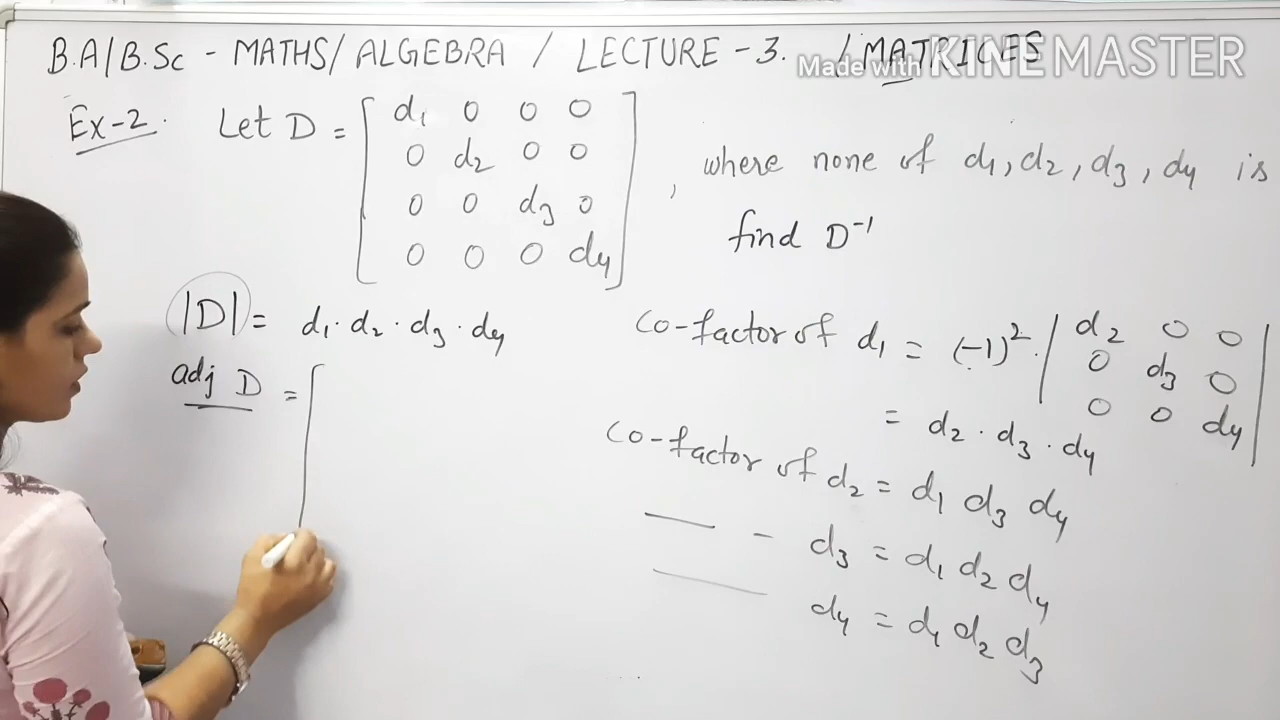 B.A/B.Sc - MATHS/ALGEBRA / LECTURE - 3. / MATRICES
Made with KINEMASTER
Ex-2. Let D = [ d1 0 0 0
0 d2 0 0
0 0 d3 0
0 0 0 d4 ] , where none of d1, d2, d3, d4 is
find D⁻¹
|D| = d1 · d2 · d3 · d4
adj D = [
Co-factor of d1 = (-1)² · | d2 0 0
0 d3 0
0 0 d4 |
= d2 · d3 · d4
Co-factor of d2 = d1 d3 d4
—— - d3 = d1 d2 d4
—— d4 = d1 d2 d3